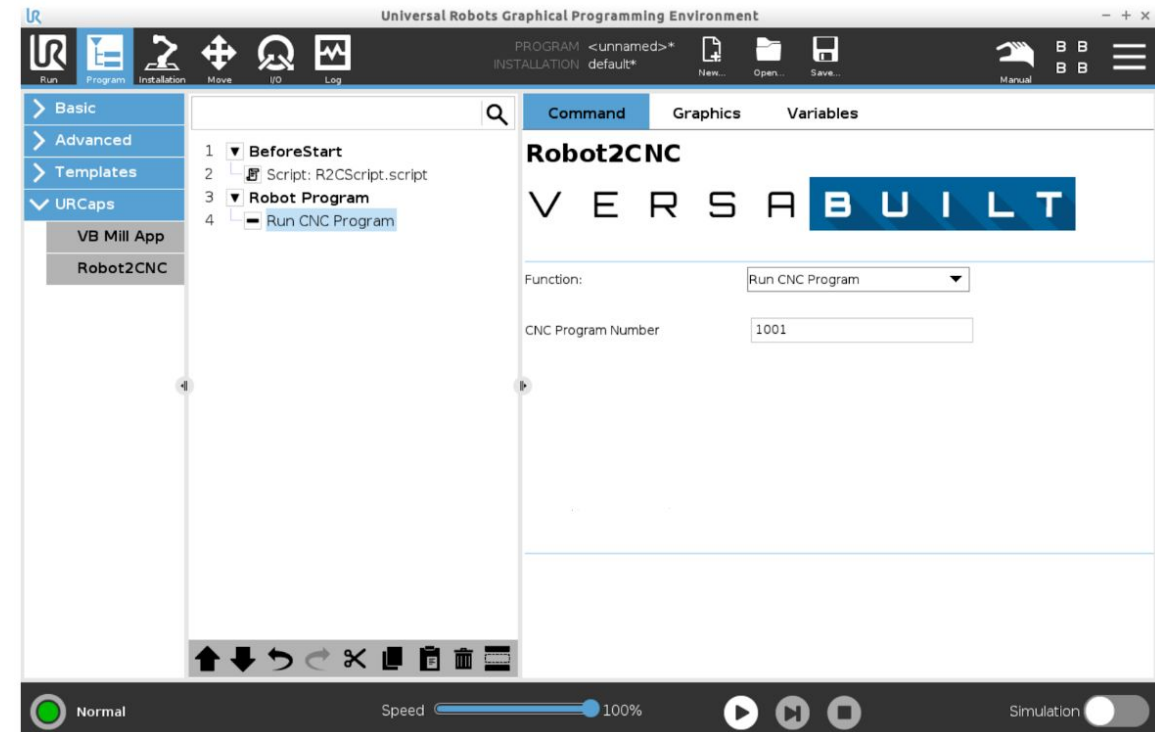 Universal Robots Graphical Programming Environment
PROGRAM <unnamed>*
INSTALLATION default*
Run Program Installation Move I/O Log
New... Open... Save...
Manual
B B
B B
Basic
Advanced
Templates
URCaps
VB Mill App
Robot2CNC
1 BeforeStart
2 Script: R2CScript.script
3 Robot Program
4 Run CNC Program
Command Graphics Variables
Robot2CNC
VERSABUILT
Function: Run CNC Program
CNC Program Number 1001
Normal
Speed 100%
Simulation